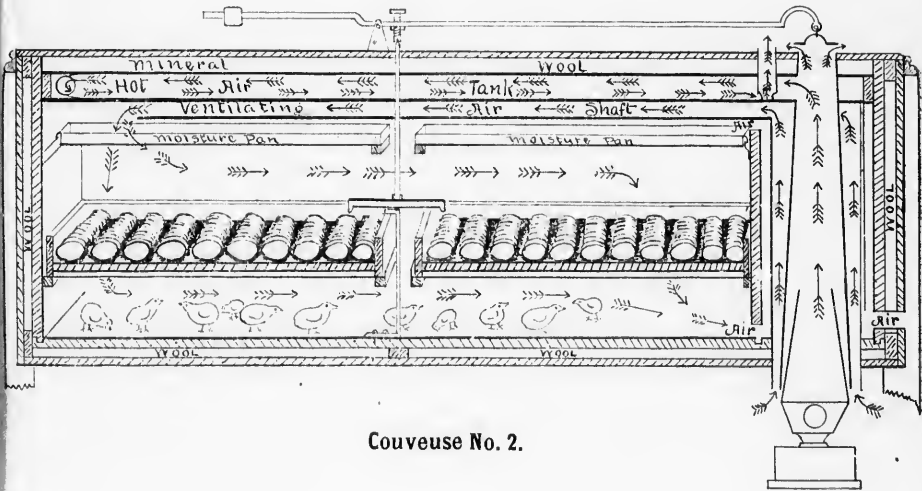 Mineral WOOL
Hot Air Tank
Ventilating Air Shaft
Moisture Pan Moisture Pan Air
WOOL WOOL
Air Air
WOOL WOOL
Couveuse No. 2.